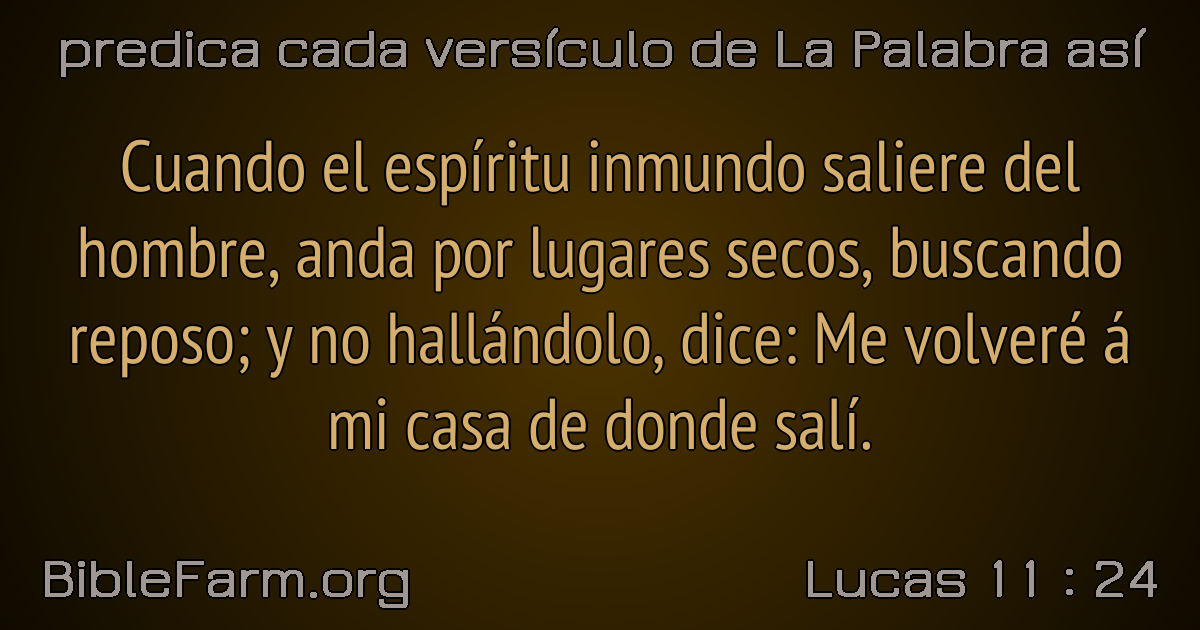 predica cada versículo de La Palabra así
Cuando el espíritu inmundo saliere del
hombre, anda por lugares secos, buscando
reposo; y no hallándolo, dice: Me volveré á
mi casa de donde salí.
BibleFarm.org
Lucas 11 : 24